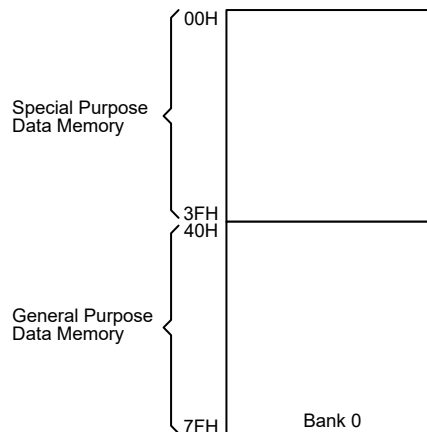 00H
Special Purpose
Data Memory
3FH
40H
General Purpose
Data Memory
7FH
Bank 0